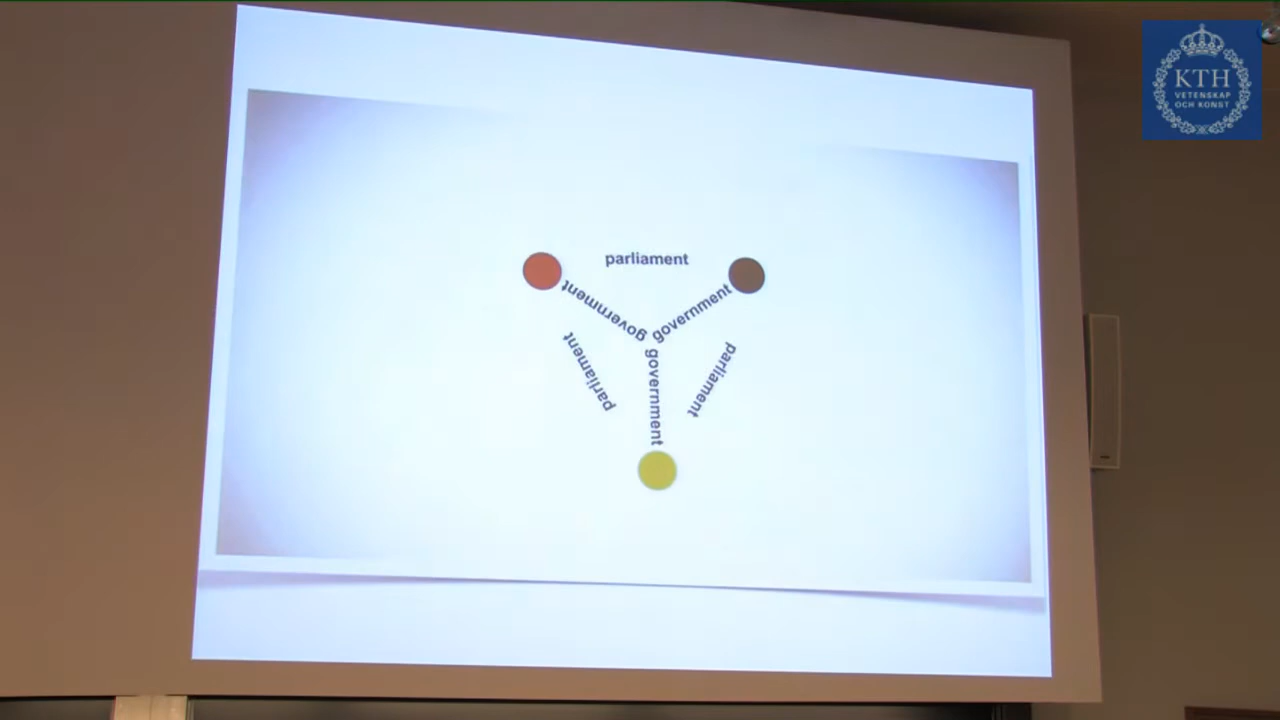 KTH
VETENSKAP
OCH KONST
parliament
government
government
parliament
government
parliament